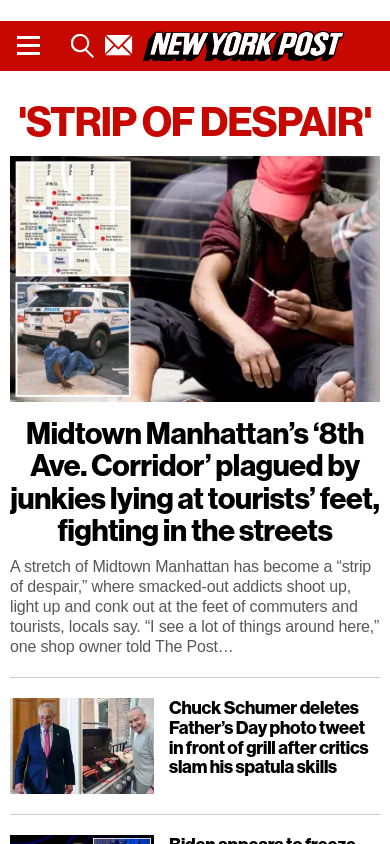 NEW YORK POST
'STRIP OF DESPAIR'
Midtown Manhattan’s ‘8th
Ave. Corridor’ plagued by
junkies lying at tourists’ feet,
fighting in the streets
A stretch of Midtown Manhattan has become a “strip
of despair,” where smacked-out addicts shoot up,
light up and conk out at the feet of commuters and
tourists, locals say. “I see a lot of things around here,”
one shop owner told The Post…
Chuck Schumer deletes
Father’s Day photo tweet
in front of grill after critics
slam his spatula skills
Biden appears to freeze